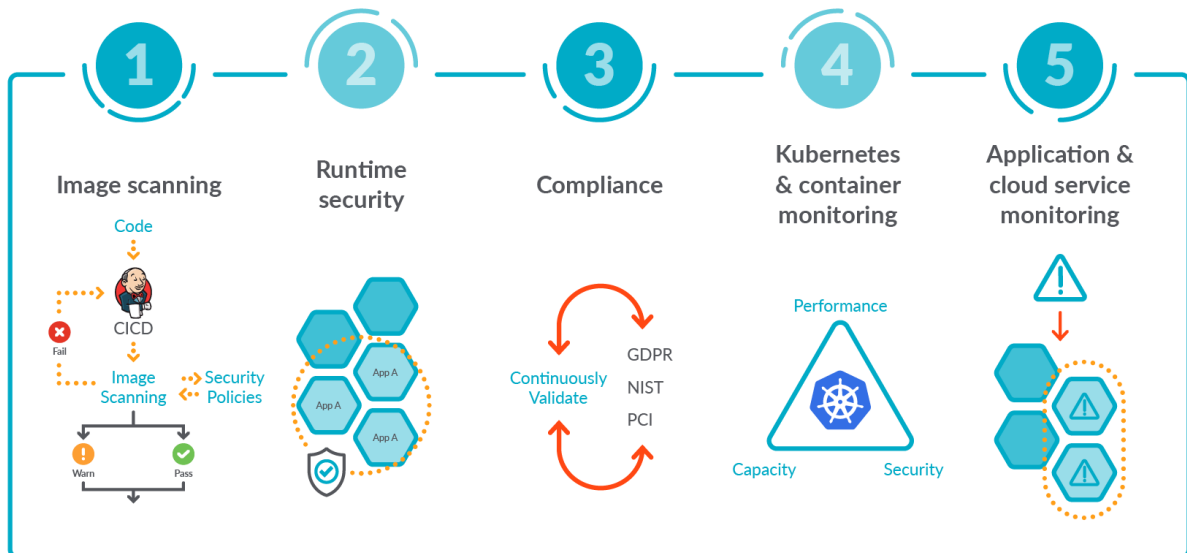 1
Image scanning
Code
CICD
Fail
Image
Scanning
Security
Policies
Warn
Pass
2
Runtime
security
App A
App A
App A
3
Compliance
Continuously
Validate
GDPR
NIST
PCI
4
Kubernetes
& container
monitoring
Performance
Capacity
Security
5
Application &
cloud service
monitoring